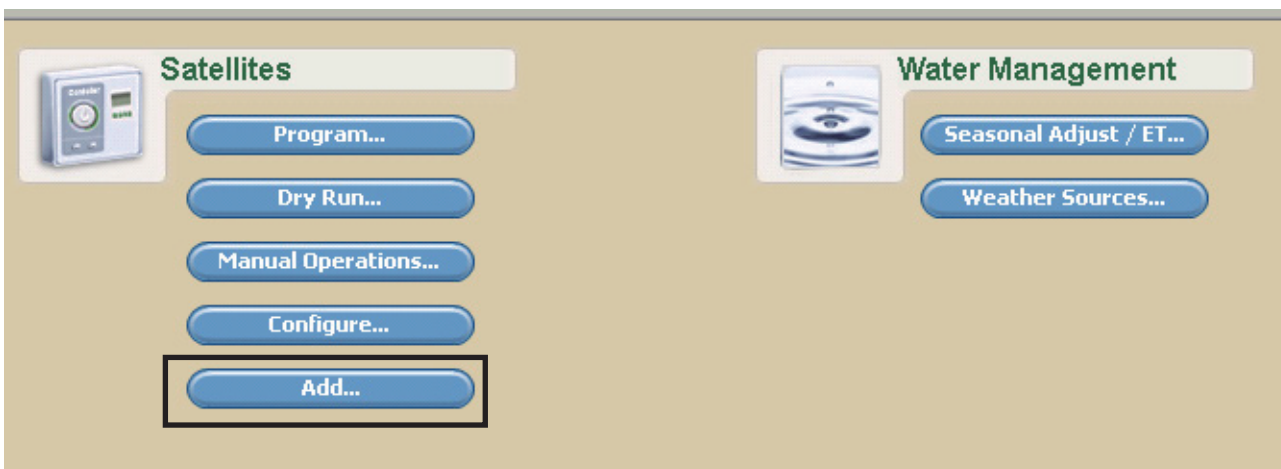 Satellites
Program...
Dry Run...
Manual Operations...
Configure...
Add...
Water Management
Seasonal Adjust / ET...
Weather Sources...